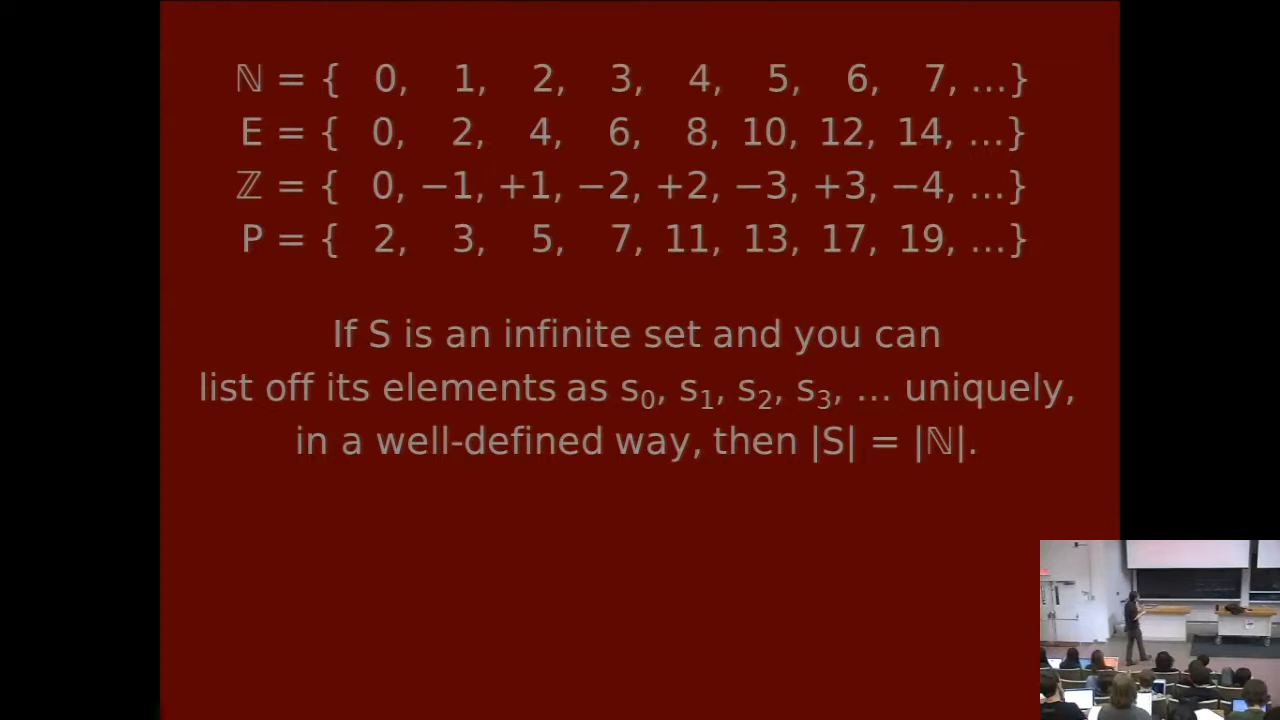 ℕ = { 0, 1, 2, 3, 4, 5, 6, 7, ...}
E = { 0, 2, 4, 6, 8, 10, 12, 14, ...}
ℤ = { 0, −1, +1, −2, +2, −3, +3, −4, ...}
P = { 2, 3, 5, 7, 11, 13, 17, 19, ...}
If S is an infinite set and you can
list off its elements as s₀, s₁, s₂, s₃, ... uniquely,
in a well-defined way, then |S| = |ℕ|.